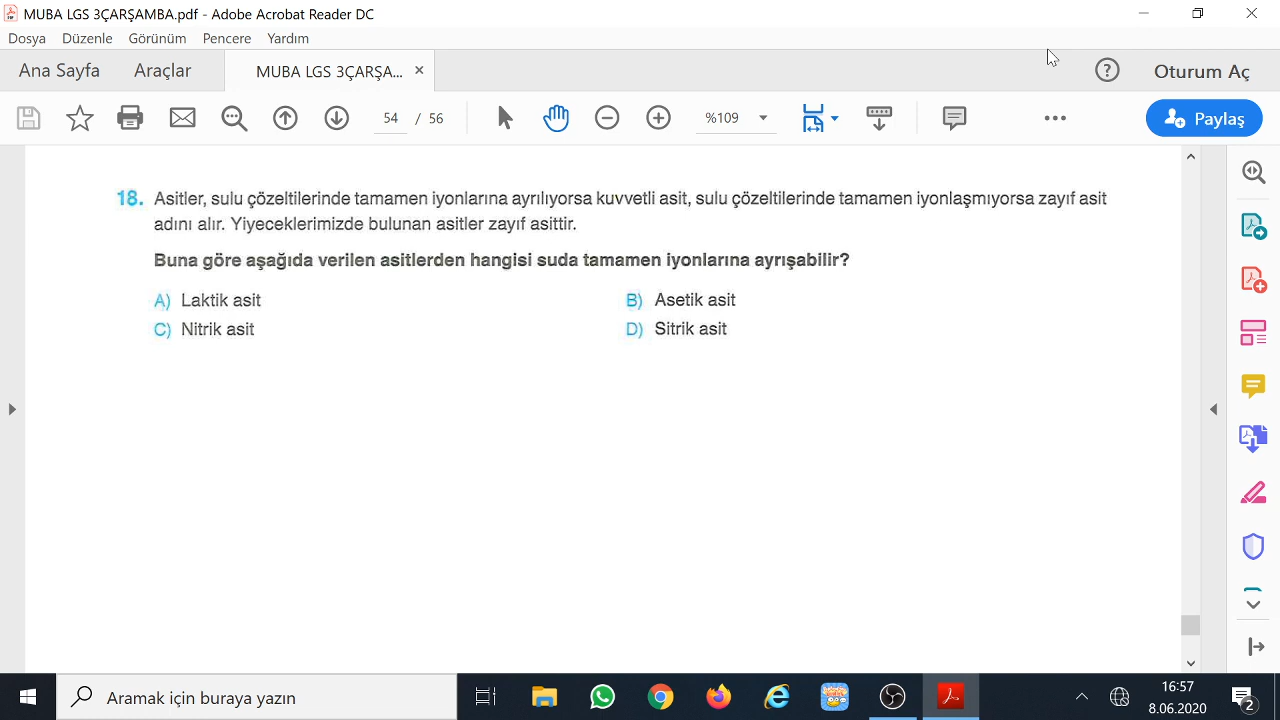 MUBA LGS 3ÇARŞAMBA.pdf - Adobe Acrobat Reader DC
Dosya Düzenle Görünüm Pencere Yardım
Ana Sayfa Araçlar MUBA LGS 3ÇARŞA... × ? Oturum Aç
54 / 56 %109 Paylaş
18. Asitler, sulu çözeltilerinde tamamen iyonlarına ayrılıyorsa kuvvetli asit, sulu çözeltilerinde tamamen iyonlaşmıyorsa zayıf asit
adını alır. Yiyeceklerimizde bulunan asitler zayıf asittir.
Buna göre aşağıda verilen asitlerden hangisi suda tamamen iyonlarına ayrışabilir?
A) Laktik asit B) Asetik asit
C) Nitrik asit D) Sitrik asit
Aramak için buraya yazın
16:57
8.06.2020
2